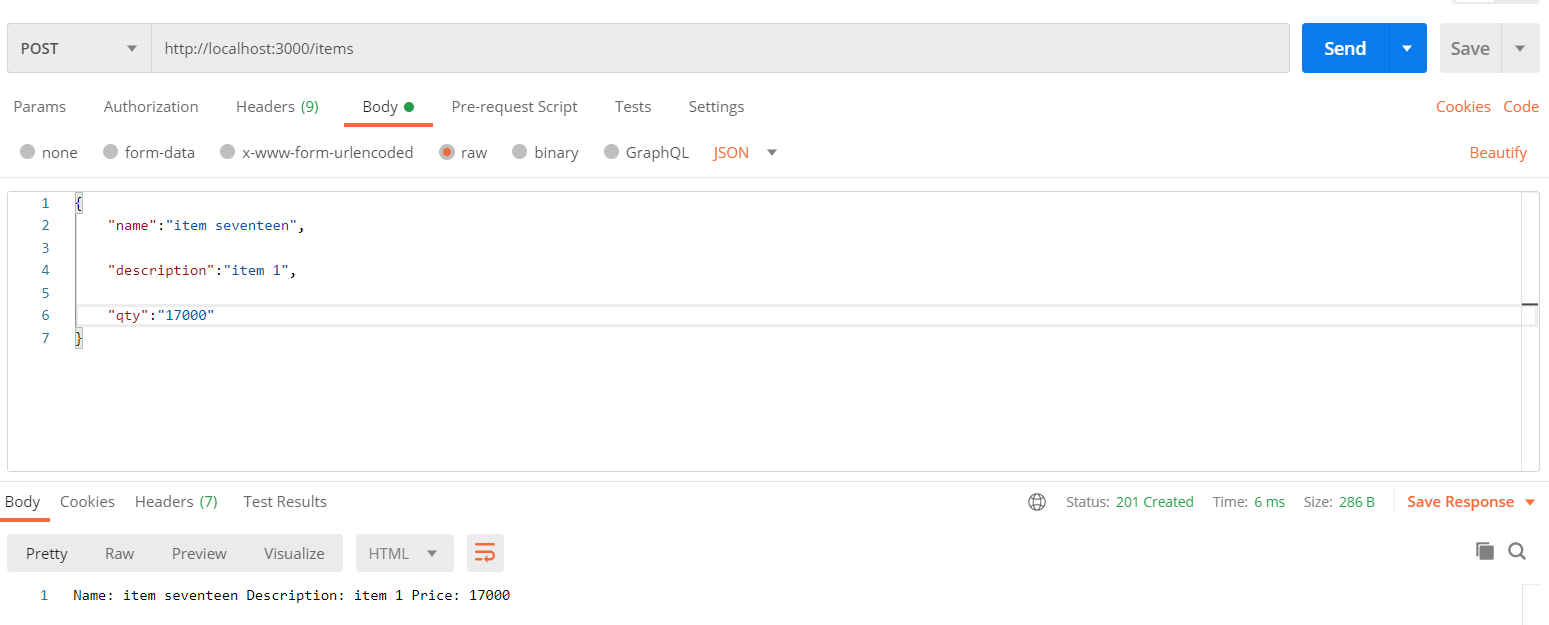 POST http://localhost:3000/items Send Save
Params Authorization Headers (9) Body Pre-request Script Tests Settings Cookies Code
none form-data x-www-form-urlencoded raw binary GraphQL JSON Beautify
1 {
2 "name":"item seventeen",
3
4 "description":"item 1",
5
6 "qty":"17000"
7 }
Body Cookies Headers (7) Test Results Status: 201 Created Time: 6 ms Size: 286 B Save Response
Pretty Raw Preview Visualize HTML
1 Name: item seventeen Description: item 1 Price: 17000